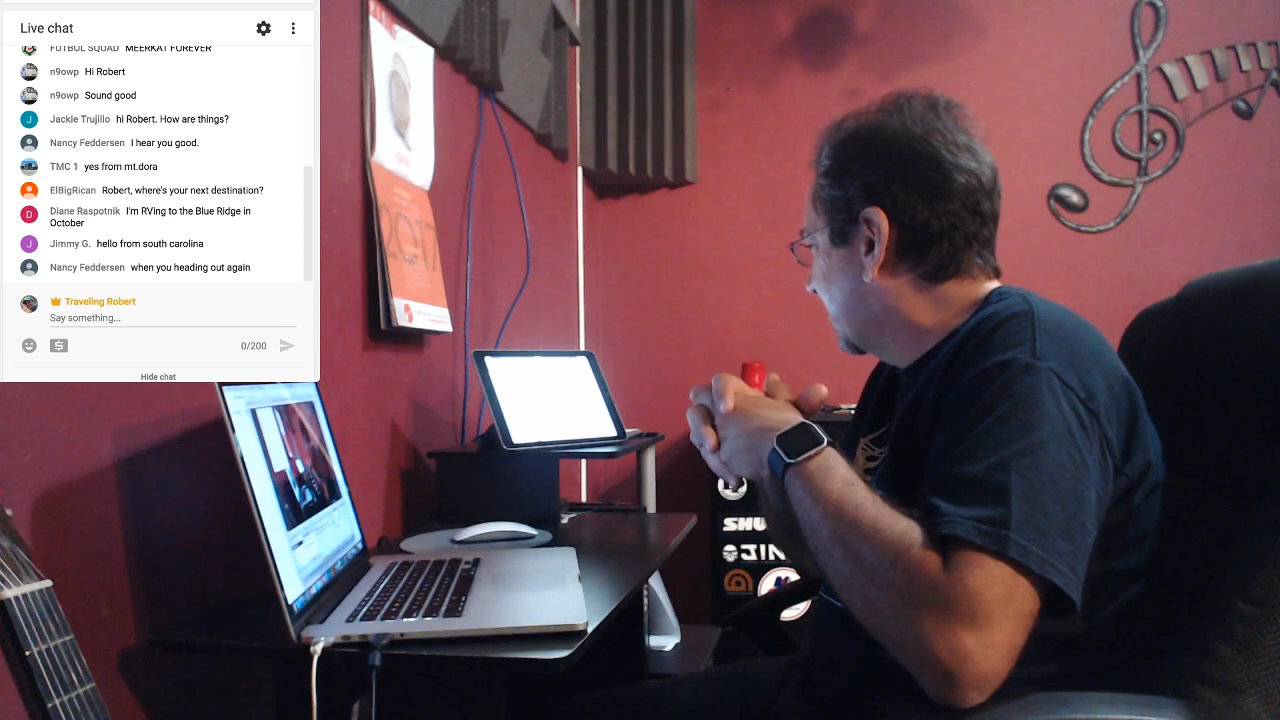 Live chat
FUTBOL SQUAD MEERKAT FOREVER
n9owp Hi Robert
n9owp Sound good
J Jackie Trujillo hi Robert. How are things?
Nancy Feddersen I hear you good.
TMC 1 yes from mt.dora
ElBigRican Robert, where's your next destination?
D Diane Raspotnik I'm RVing to the Blue Ridge in
October
J Jimmy G. hello from south carolina
Nancy Feddersen when you heading out again
Traveling Robert
Say something...
0/200
Hide chat
2017
SHU
JIM